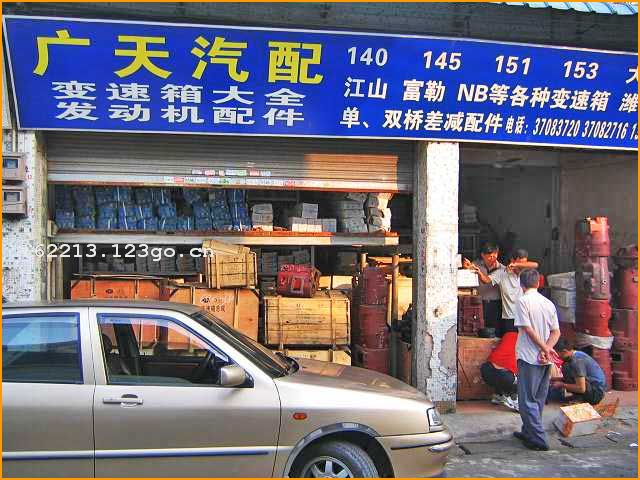 广天汽配
变速箱大全
发动机配件
140 145 151 153
江山 富勒 NB等各种变速箱 潍
单、双桥差减配件 电话:37083720 37082716
62213.123go.cn